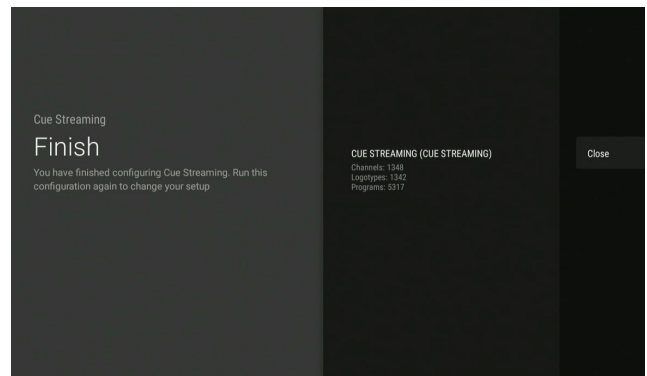 Cue Streaming
Finish
You have finished configuring Cue Streaming. Run this
configuration again to change your setup
CUE STREAMING (CUE STREAMING)
Channels: 1348
Logotypes: 1342
Programs: 5317
Close